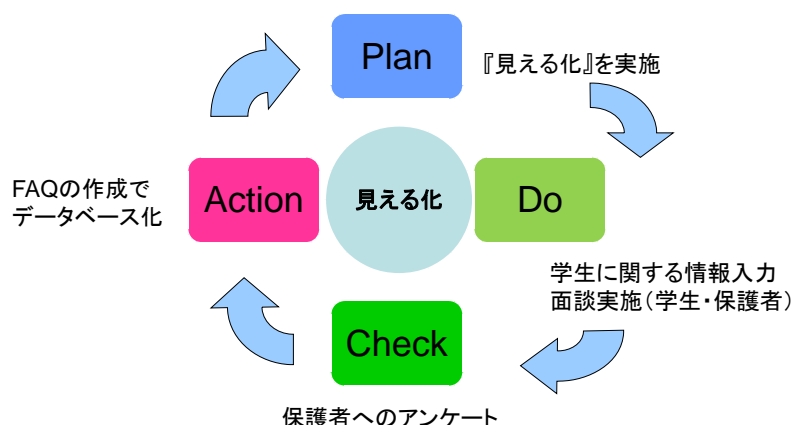 Plan
『見える化』を実施
FAQの作成で
データベース化
Action
見える化
Do
学生に関する情報入力
面談実施(学生・保護者)
Check
保護者へのアンケート